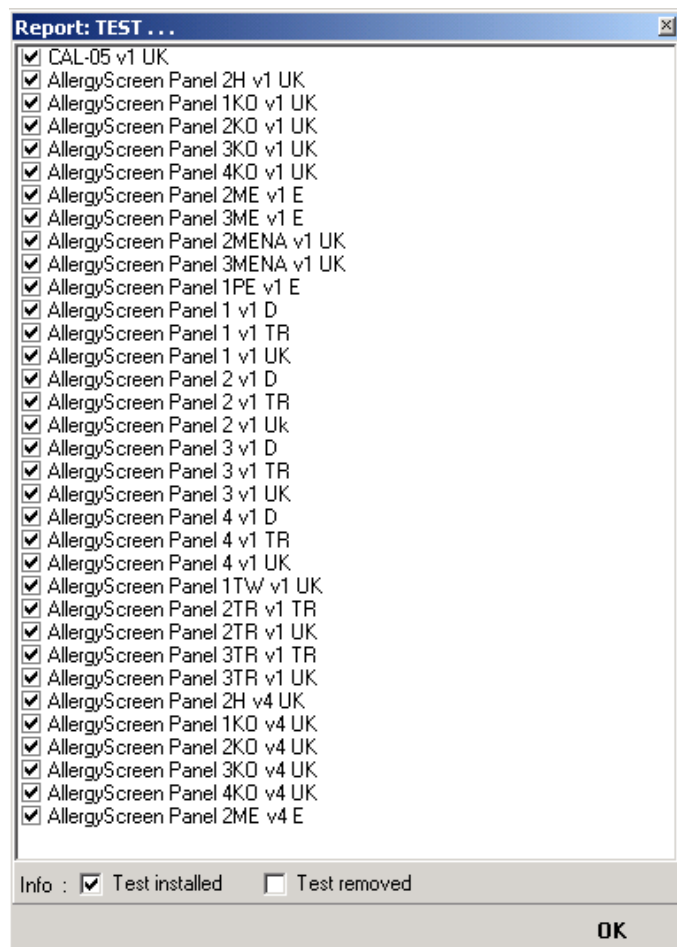 Report: TEST . . .
CAL-05 v1 UK
AllergyScreen Panel 2H v1 UK
AllergyScreen Panel 1KO v1 UK
AllergyScreen Panel 2KO v1 UK
AllergyScreen Panel 3KO v1 UK
AllergyScreen Panel 4KO v1 UK
AllergyScreen Panel 2ME v1 E
AllergyScreen Panel 3ME v1 E
AllergyScreen Panel 2MENA v1 UK
AllergyScreen Panel 3MENA v1 UK
AllergyScreen Panel 1PE v1 E
AllergyScreen Panel 1 v1 D
AllergyScreen Panel 1 v1 TR
AllergyScreen Panel 1 v1 UK
AllergyScreen Panel 2 v1 D
AllergyScreen Panel 2 v1 TR
AllergyScreen Panel 2 v1 Uk
AllergyScreen Panel 3 v1 D
AllergyScreen Panel 3 v1 TR
AllergyScreen Panel 3 v1 UK
AllergyScreen Panel 4 v1 D
AllergyScreen Panel 4 v1 TR
AllergyScreen Panel 4 v1 UK
AllergyScreen Panel 1TW v1 UK
AllergyScreen Panel 2TR v1 TR
AllergyScreen Panel 2TR v1 UK
AllergyScreen Panel 3TR v1 TR
AllergyScreen Panel 3TR v1 UK
AllergyScreen Panel 2H v4 UK
AllergyScreen Panel 1KO v4 UK
AllergyScreen Panel 2KO v4 UK
AllergyScreen Panel 3KO v4 UK
AllergyScreen Panel 4KO v4 UK
AllergyScreen Panel 2ME v4 E
Info : Test installed Test removed
OK